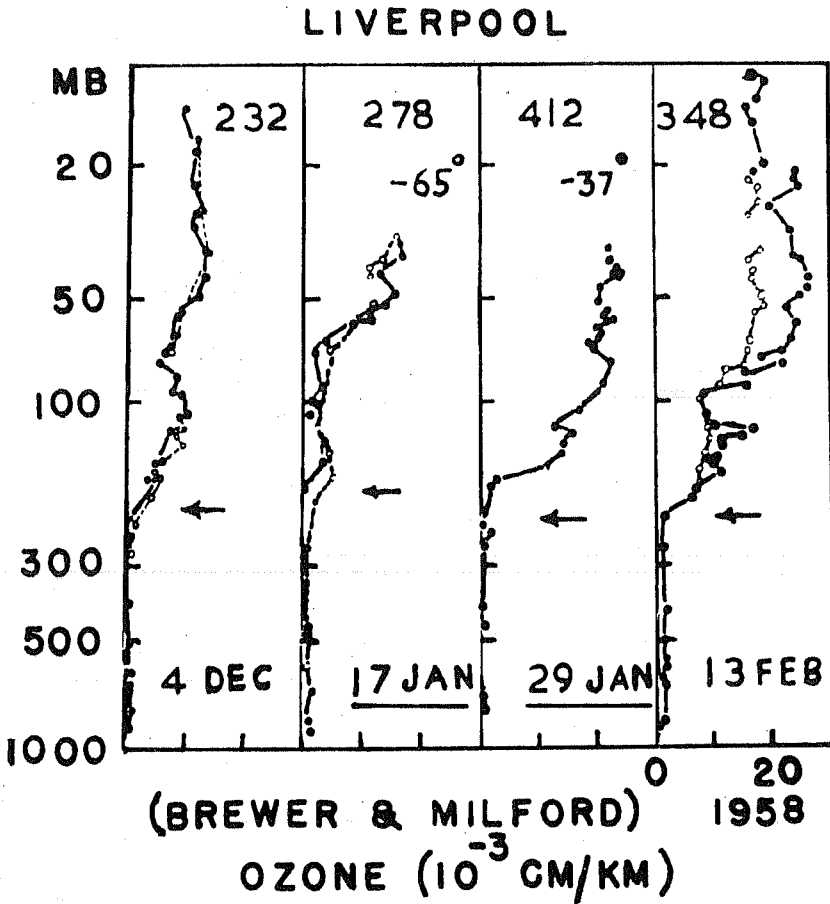 LIVERPOOL
MB
232 278 412 348
20
-65° -37°
50
100
300
500
4 DEC 17 JAN 29 JAN 13 FEB
1000
0 20
(BREWER & MILFORD) 1958
OZONE (10⁻³ CM/KM)